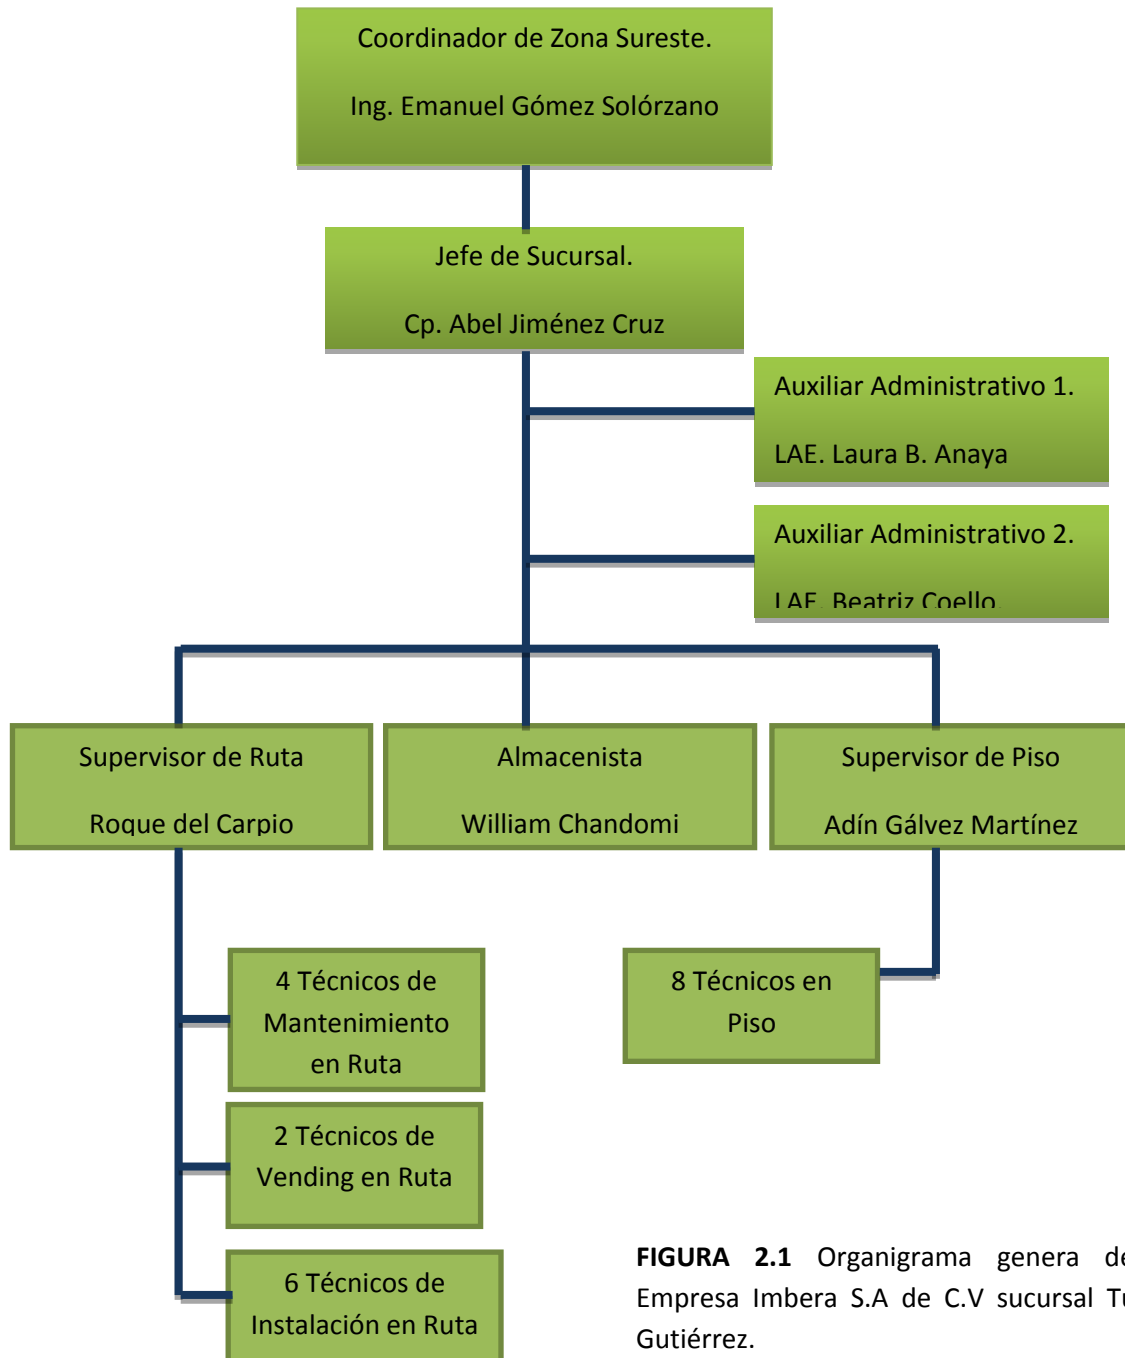 Coordinador de Zona Sureste.
Ing. Emanuel Gómez Solórzano
Jefe de Sucursal.
Cp. Abel Jiménez Cruz
Auxiliar Administrativo 1.
LAE. Laura B. Anaya
Auxiliar Administrativo 2.
LAE. Beatriz Coello.
Supervisor de Ruta
Roque del Carpio
Almacenista
William Chandomi
Supervisor de Piso
Adín Gálvez Martínez
4 Técnicos de
Mantenimiento
en Ruta
8 Técnicos en
Piso
2 Técnicos de
Vending en Ruta
6 Técnicos de
Instalación en Ruta
FIGURA 2.1 Organigrama genera de
Empresa Imbera S.A de C.V sucursal Tu
Gutiérrez.